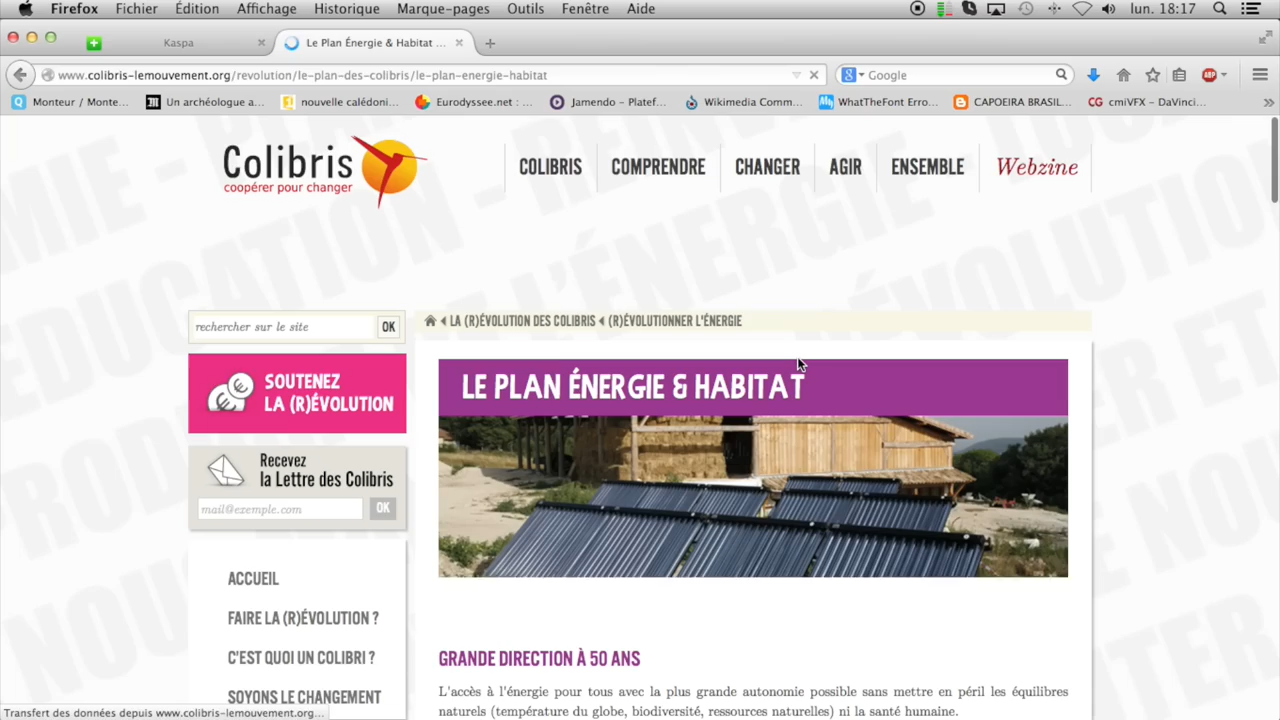 Firefox Fichier Édition Affichage Historique Marque-pages Outils Fenêtre Aide lun. 18:17
Kaspa Le Plan Énergie & Habitat ...
www.colibris-lemouvement.org/revolution/le-plan-des-colibris/le-plan-energie-habitat Google
Monteur / Monte... Un archéologue a... nouvelle calédoni... Eurodyssee.net : ... Jamendo – Platef... Wikimedia Comm... WhatTheFont Erro... CAPOEIRA BRASIL... cmiVFX – DaVinci...
Colibris
coopérer pour changer
COLIBRIS COMPRENDRE CHANGER AGIR ENSEMBLE Webzine
rechercher sur le site OK
LA (R)ÉVOLUTION DES COLIBRIS (R)ÉVOLUTIONNER L'ÉNERGIE
SOUTENEZ
LA (R)ÉVOLUTION
LE PLAN ÉNERGIE & HABITAT
Recevez
la Lettre des Colibris
mail@exemple.com OK
ACCUEIL
FAIRE LA (R)ÉVOLUTION ?
C'EST QUOI UN COLIBRI ?
SOYONS LE CHANGEMENT
GRANDE DIRECTION À 50 ANS
L'accès à l'énergie pour tous avec la plus grande autonomie possible sans mettre en péril les équilibres
naturels (température du globe, biodiversité, ressources naturelles) ni la santé humaine.
Transfert des données depuis www.colibris-lemouvement.org...